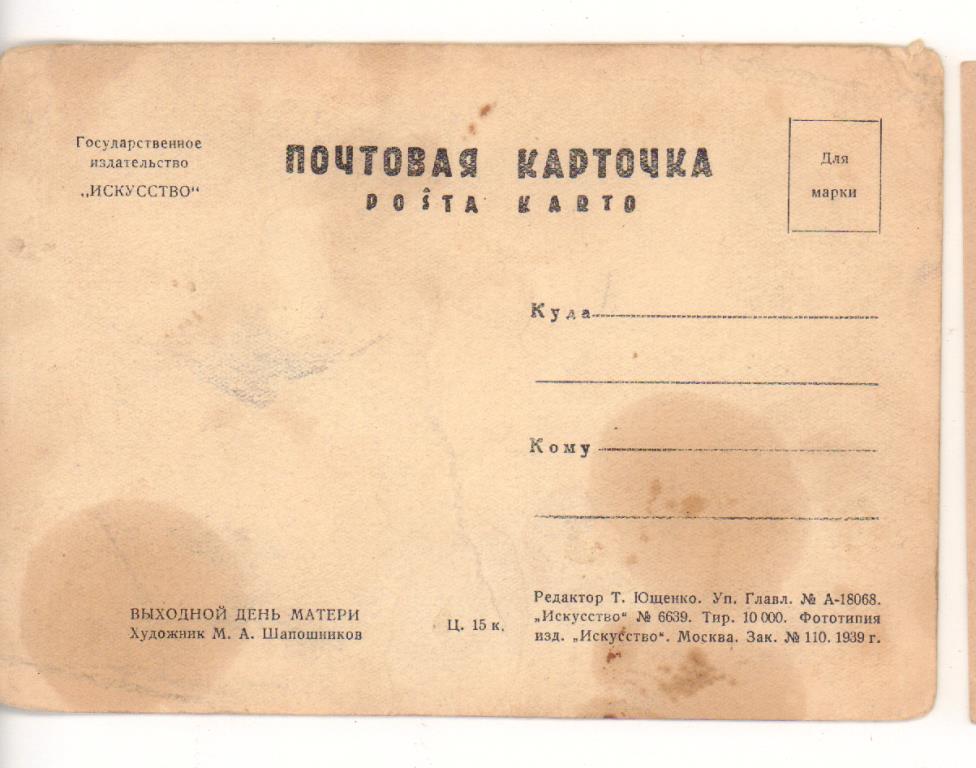 Государственное
издательство
„ИСКУССТВО“
ПОЧТОВАЯ КАРТОЧКА
POŜTA KARTO
Для
марки
Куда
Кому
ВЫХОДНОЙ ДЕНЬ МАТЕРИ
Художник М. А. Шапошников
Ц. 15 к.
Редактор Т. Ющенко. Уп. Главл. № А-18068.
„Искусство“ № 6639. Тир. 10 000. Фототипия
изд. „Искусство“. Москва. Зак. № 110. 1939 г.